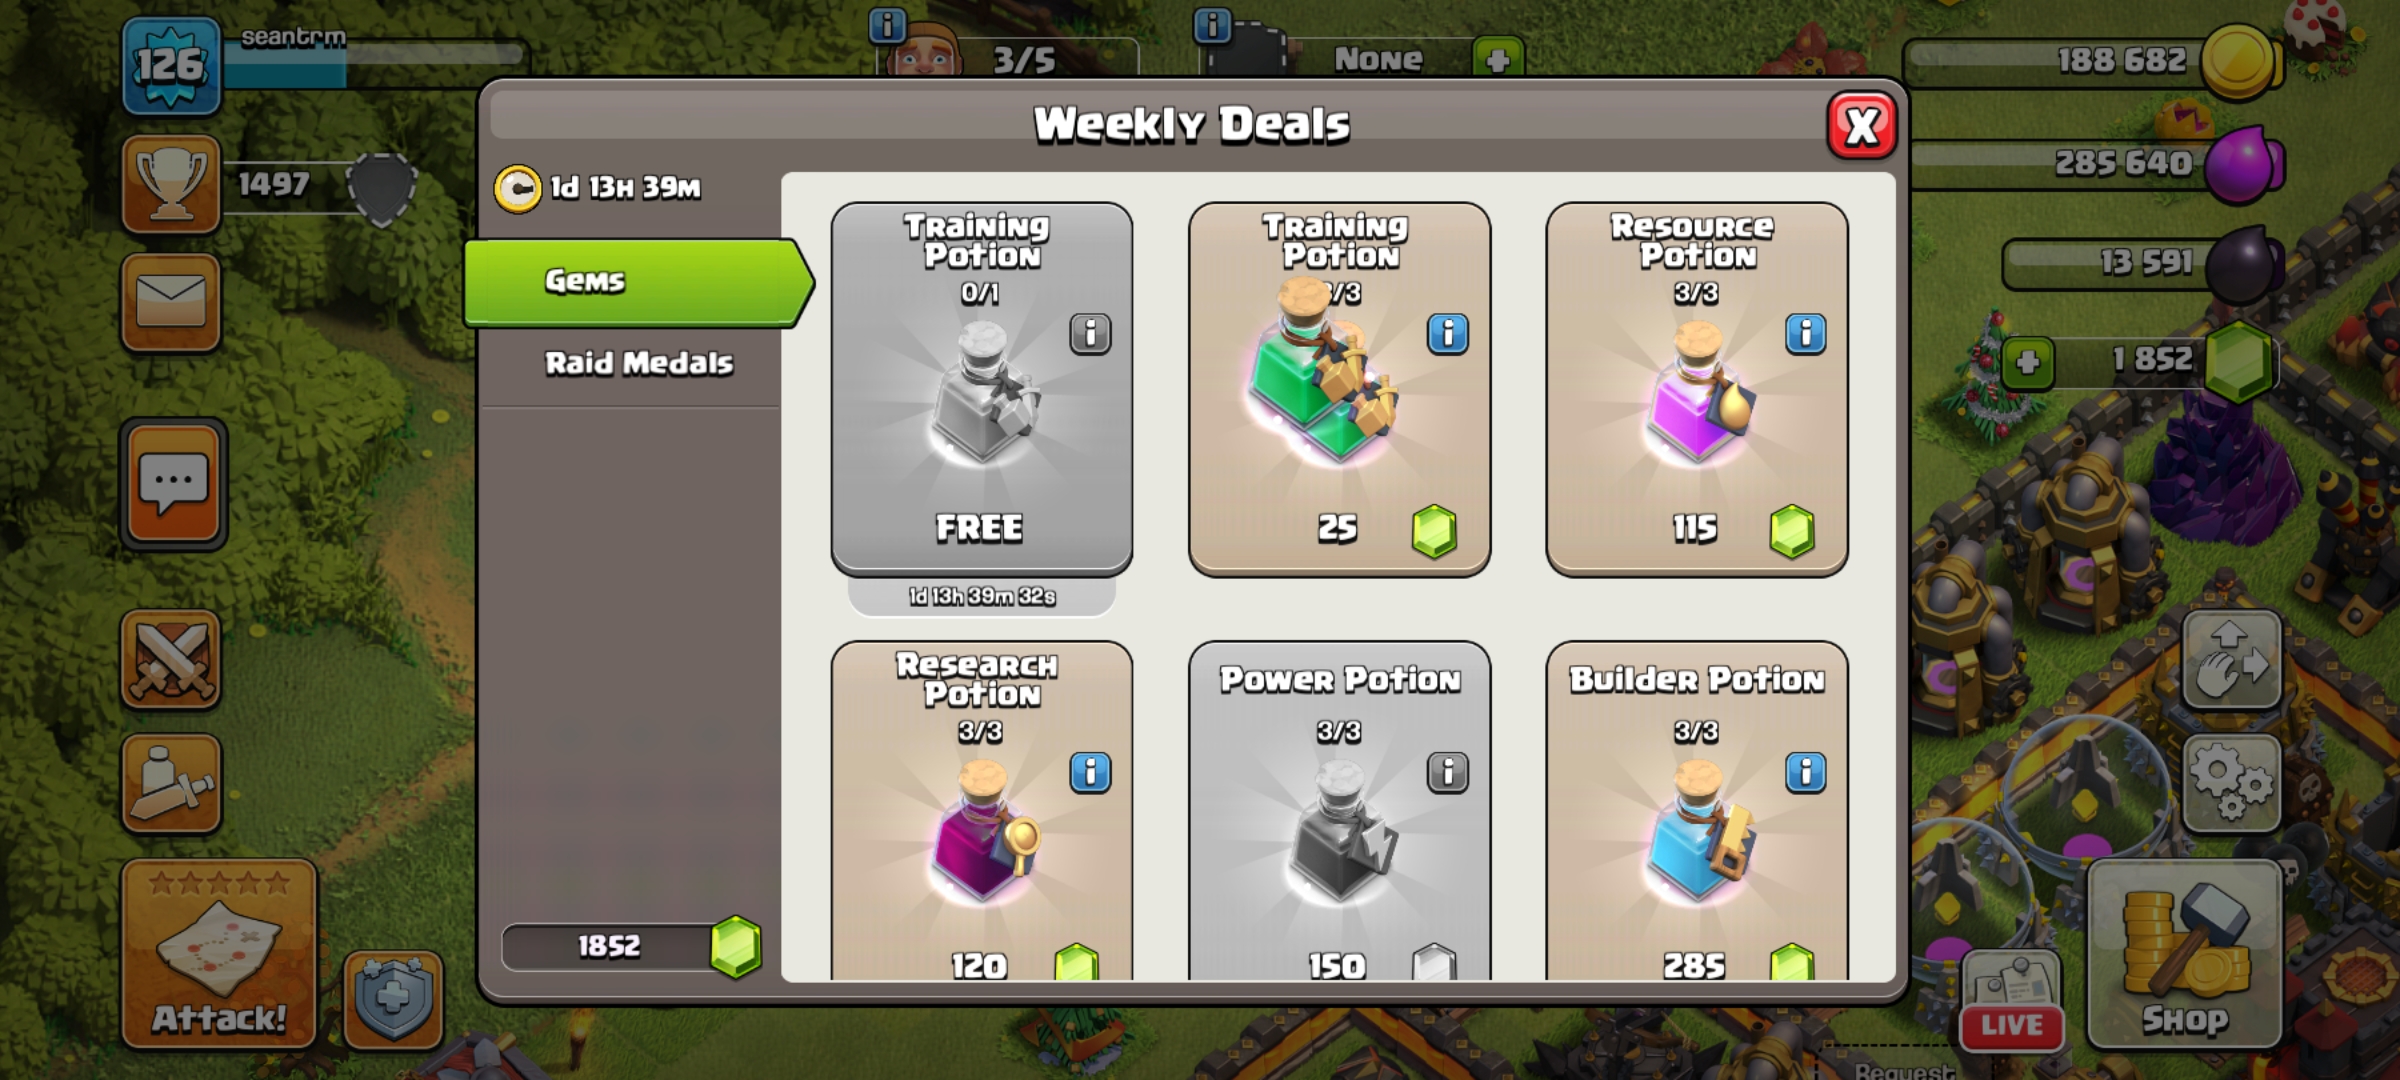 126
seantrm
3/5
None
188 682
1497
285 640
13 591
1 852
Weekly Deals
X
1d 13H 39M
Gems
Raid Medals
1852
Training
Potion
0/1
FREE
1d 13h 39m 32s
Training
Potion
/3
25
Resource
Potion
3/3
115
Research
Potion
3/3
120
Power Potion
3/3
150
Builder Potion
3/3
285
Attack!
LIVE
Shop
Request